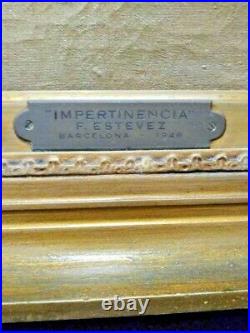 "IMPERTINENCIA"
F. ESTEVEZ
BARCELONA - 1948